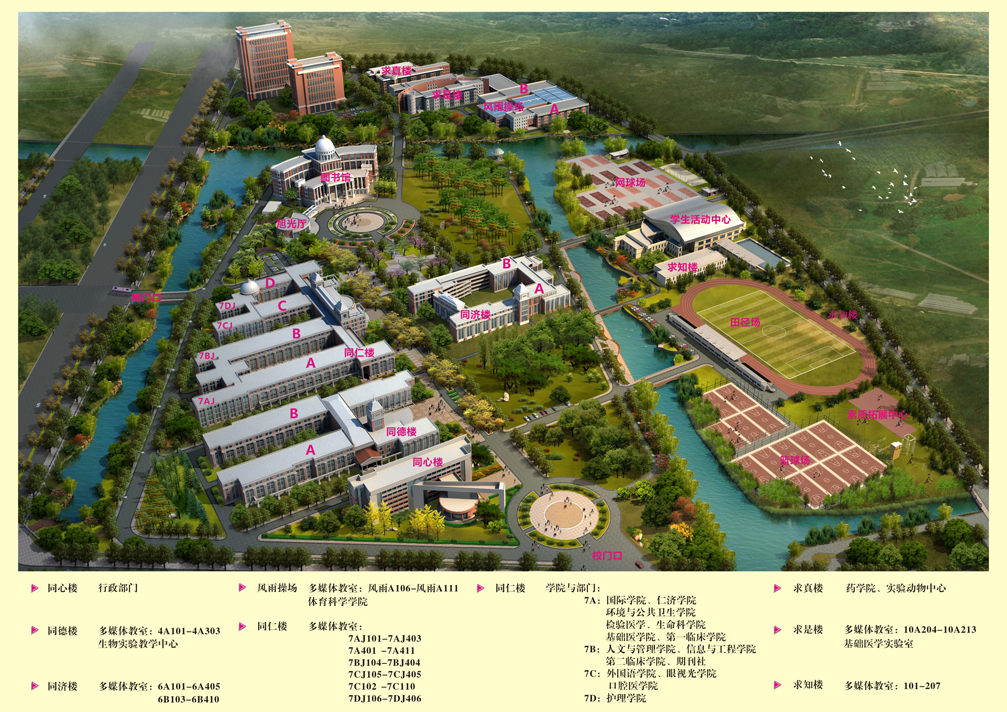 求真楼
求是楼
风雨操场
B
A
图书馆
旭光厅
网球场
学生活动中心
求知楼
D
C
B
A
7DJ
7CJ
7BJ
7AJ
同仁楼
B
A
同济楼
田径场
B
A
同德楼
同心楼
素质拓展中心
篮球场
校门口
同心楼 行政部门
同德楼 多媒体教室：4A101-4A303
生物实验教学中心
同济楼 多媒体教室：6A101-6A405
6B103-6B410
风雨操场 多媒体教室：风雨A106-风雨A111
体育科学学院
同仁楼 多媒体教室：
7AJ101-7AJ403
7A401 -7A411
7BJ104-7BJ404
7CJ105-7CJ405
7C102 -7C110
7DJ106-7DJ406
同仁楼 学院与部门：
7A：国际学院、仁济学院
环境与公共卫生学院
检验医学、生命科学院
基础医学院、第一临床学院
7B：人文与管理学院、信息与工程学院
第二临床学院、期刊社
7C：外国语学院、眼视光学院
口腔医学院
7D：护理学院
求真楼 药学院、实验动物中心
求是楼 多媒体教室：10A204-10A213
基础医学实验室
求知楼 多媒体教室：101-207